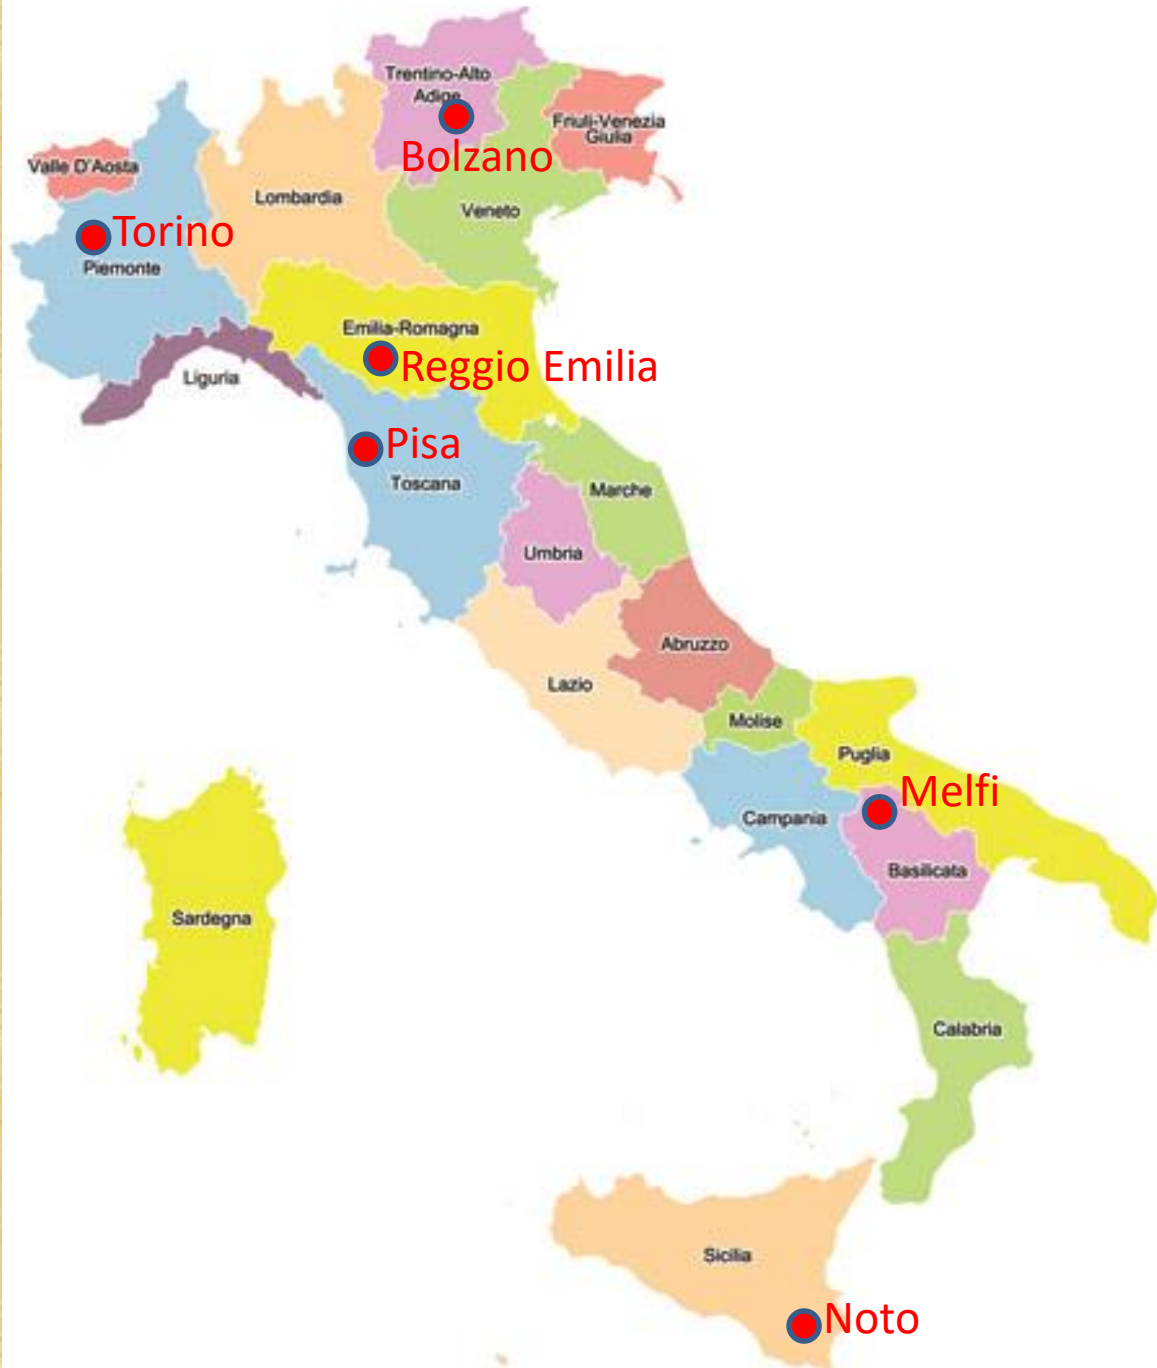 Trentino-Alto
Adige
Bolzano
Friuli-Venezia
Giulia
Valle D'Aosta
Lombardia
Veneto
Torino
Piemonte
Emilia-Romagna
Reggio Emilia
Liguria
Pisa
Toscana
Marche
Umbria
Abruzzo
Lazio
Molise
Puglia
Melfi
Campania
Basilicata
Sardegna
Calabria
Sicilia
Noto